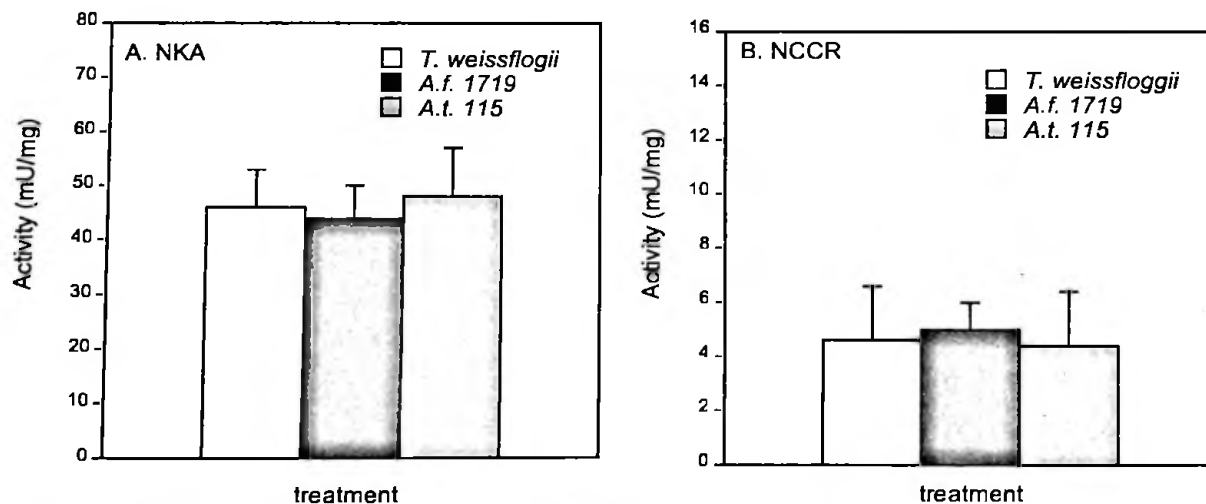 A. NKA
T. weissflogii
A.f. 1719
A.t. 115
80
70
60
50
40
30
20
10
0
Activity (mU/mg)
treatment
B. NCCR
T. weissfloggii
A.f. 1719
A.t. 115
16
14
12
10
8
6
4
2
0
Activity (mU/mg)
treatment